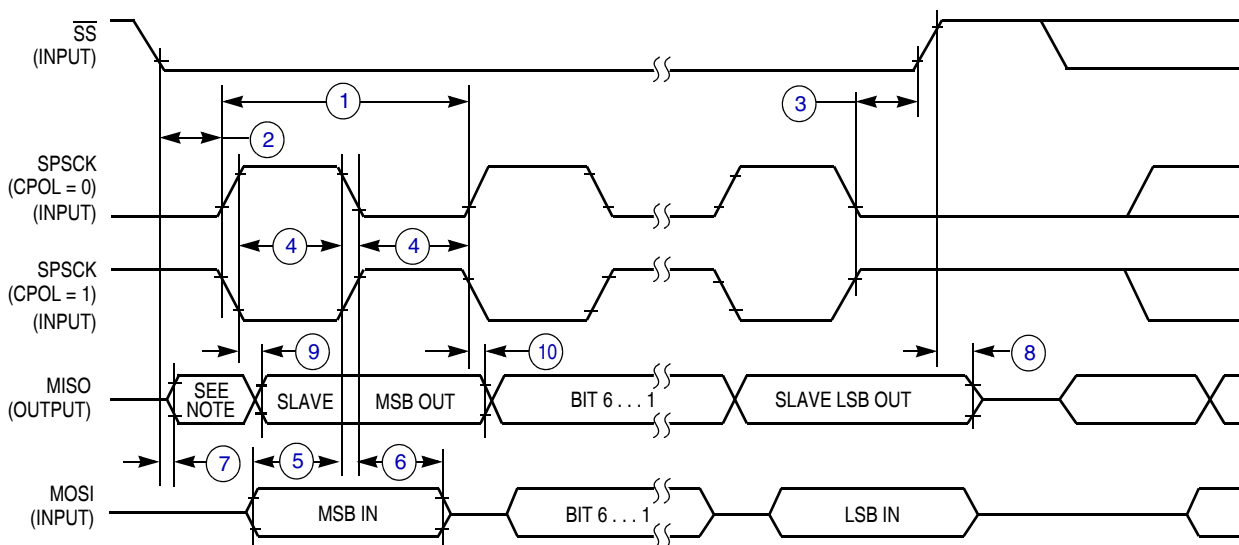 SS
(INPUT)
1
3
2
SPSCK
(CPOL = 0)
(INPUT)
4
4
SPSCK
(CPOL = 1)
(INPUT)
9
10
8
MISO
(OUTPUT)
SEE
NOTE
SLAVE
MSB OUT
BIT 6 . . . 1
SLAVE LSB OUT
7
5
6
MOSI
(INPUT)
MSB IN
BIT 6 . . . 1
LSB IN